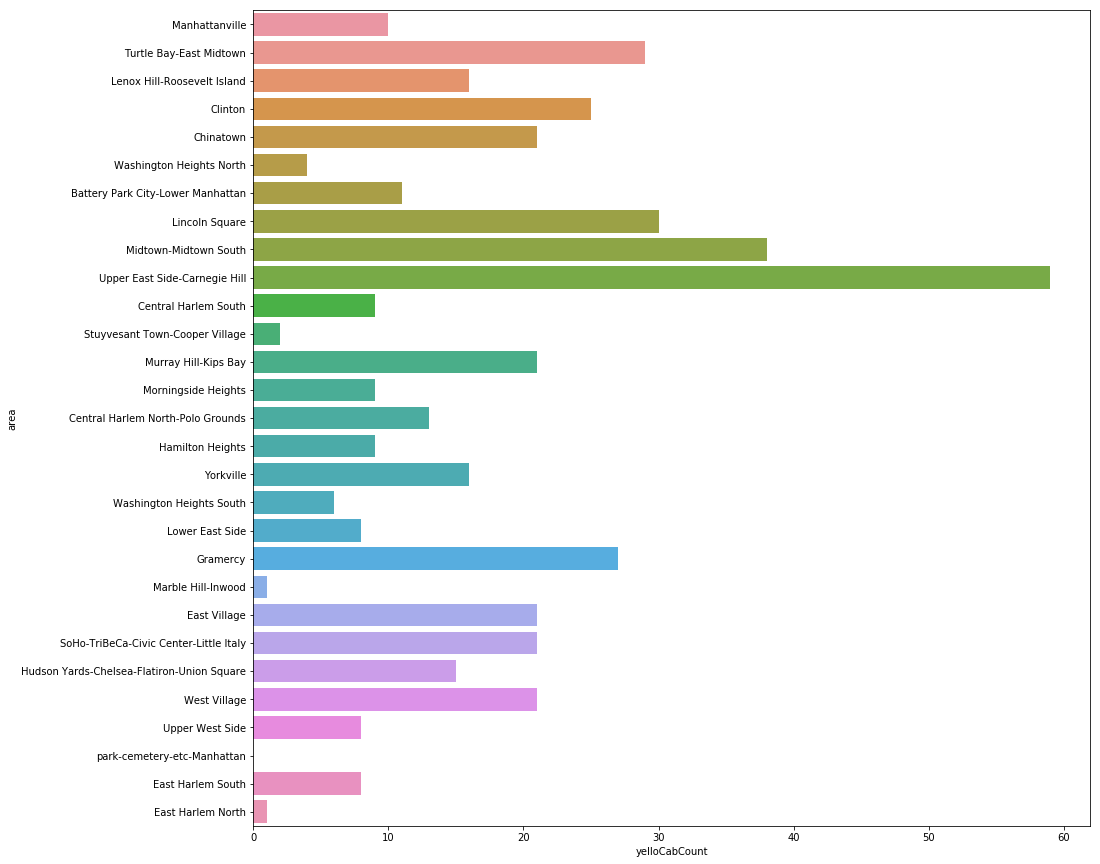 Manhattanville
Turtle Bay-East Midtown
Lenox Hill-Roosevelt Island
Clinton
Chinatown
Washington Heights North
Battery Park City-Lower Manhattan
Lincoln Square
Midtown-Midtown South
Upper East Side-Carnegie Hill
Central Harlem South
Stuyvesant Town-Cooper Village
Murray Hill-Kips Bay
Morningside Heights
area
Central Harlem North-Polo Grounds
Hamilton Heights
Yorkville
Washington Heights South
Lower East Side
Gramercy
Marble Hill-Inwood
East Village
SoHo-TriBeCa-Civic Center-Little Italy
Hudson Yards-Chelsea-Flatiron-Union Square
West Village
Upper West Side
park-cemetery-etc-Manhattan
East Harlem South
East Harlem North
0 10 20 30 40 50 60
yelloCabCount